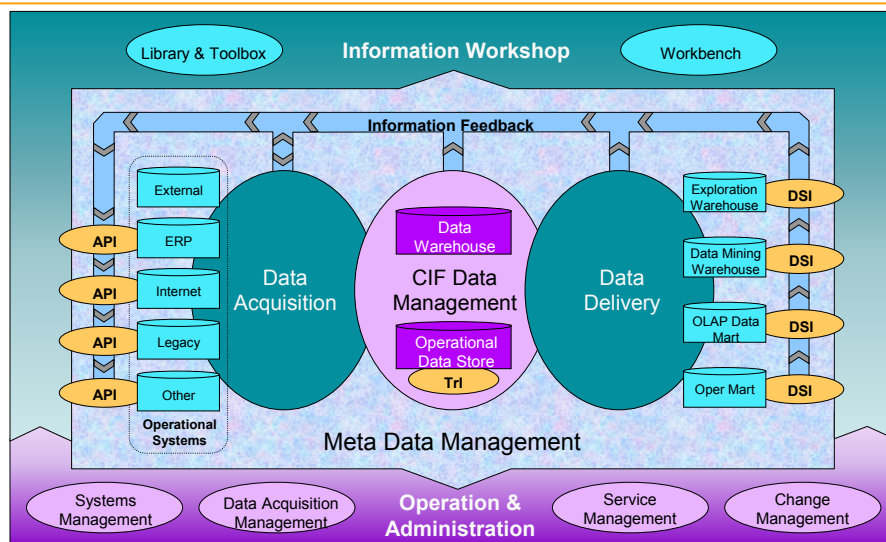 Library & Toolbox
Information Workshop
Workbench
Information Feedback
External
API
ERP
API
Internet
API
Legacy
API
Other
Operational
Systems
Data
Acquisition
Data
Warehouse
CIF Data
Management
Operational
Data Store
TrI
Data
Delivery
Exploration
Warehouse
DSI
Data Mining
Warehouse
DSI
OLAP Data
Mart
DSI
Oper Mart
DSI
Meta Data Management
Systems
Management
Data Acquisition
Management
Operation &
Administration
Service
Management
Change
Management